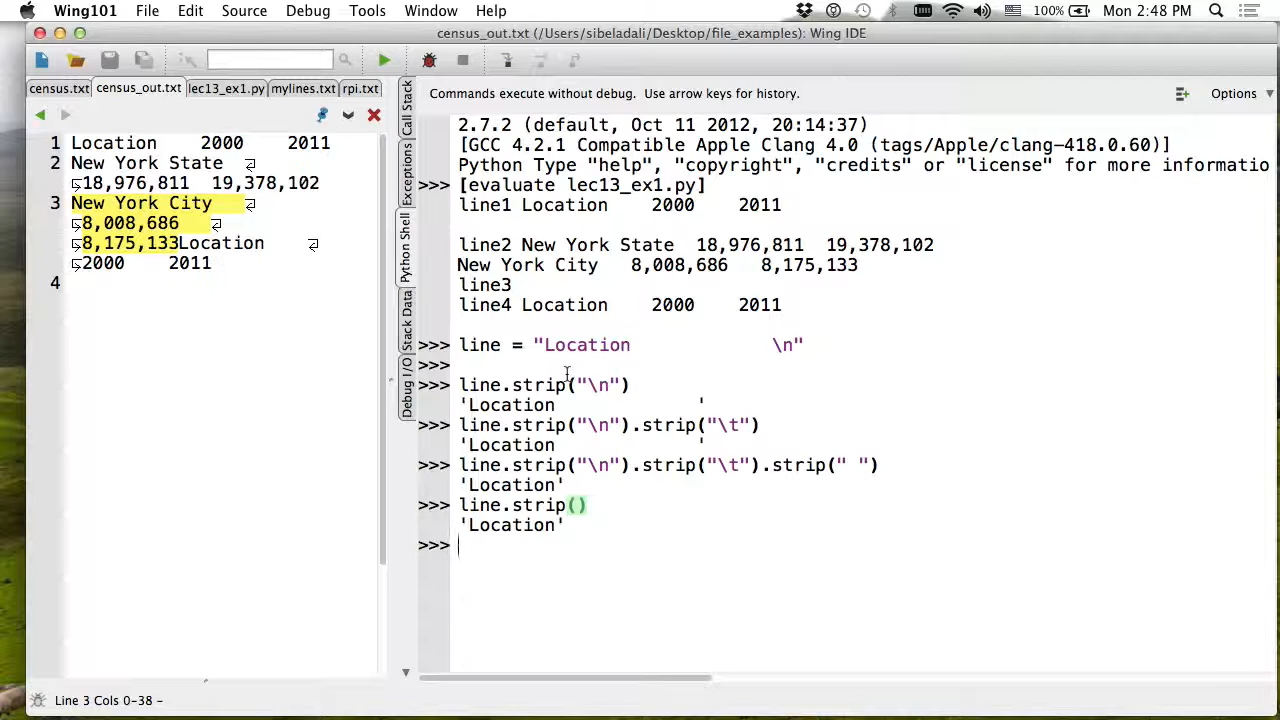 Wing101 File Edit Source Debug Tools Window Help 100% Mon 2:48 PM
census_out.txt (/Users/sibeladali/Desktop/file_examples): Wing IDE
census.txt census_out.txt lec13_ex1.py mylines.txt rpi.txt
1 Location 2000 2011
2 New York State
18,976,811 19,378,102
3 New York City
8,008,686
8,175,133Location
2000 2011
4
Call Stack
Exceptions
Python Shell
Stack Data
Debug I/O
Commands execute without debug. Use arrow keys for history. Options
2.7.2 (default, Oct 11 2012, 20:14:37)
[GCC 4.2.1 Compatible Apple Clang 4.0 (tags/Apple/clang-418.0.60)]
Python Type "help", "copyright", "credits" or "license" for more informatio
>>> [evaluate lec13_ex1.py]
line1 Location 2000 2011
line2 New York State 18,976,811 19,378,102
New York City 8,008,686 8,175,133
line3
line4 Location 2000 2011
>>> line = "Location \n"
>>>
>>> line.strip("\n")
'Location '
>>> line.strip("\n").strip("\t")
'Location '
>>> line.strip("\n").strip("\t").strip(" ")
'Location'
>>> line.strip()
'Location'
>>>
Line 3 Cols 0-38 –